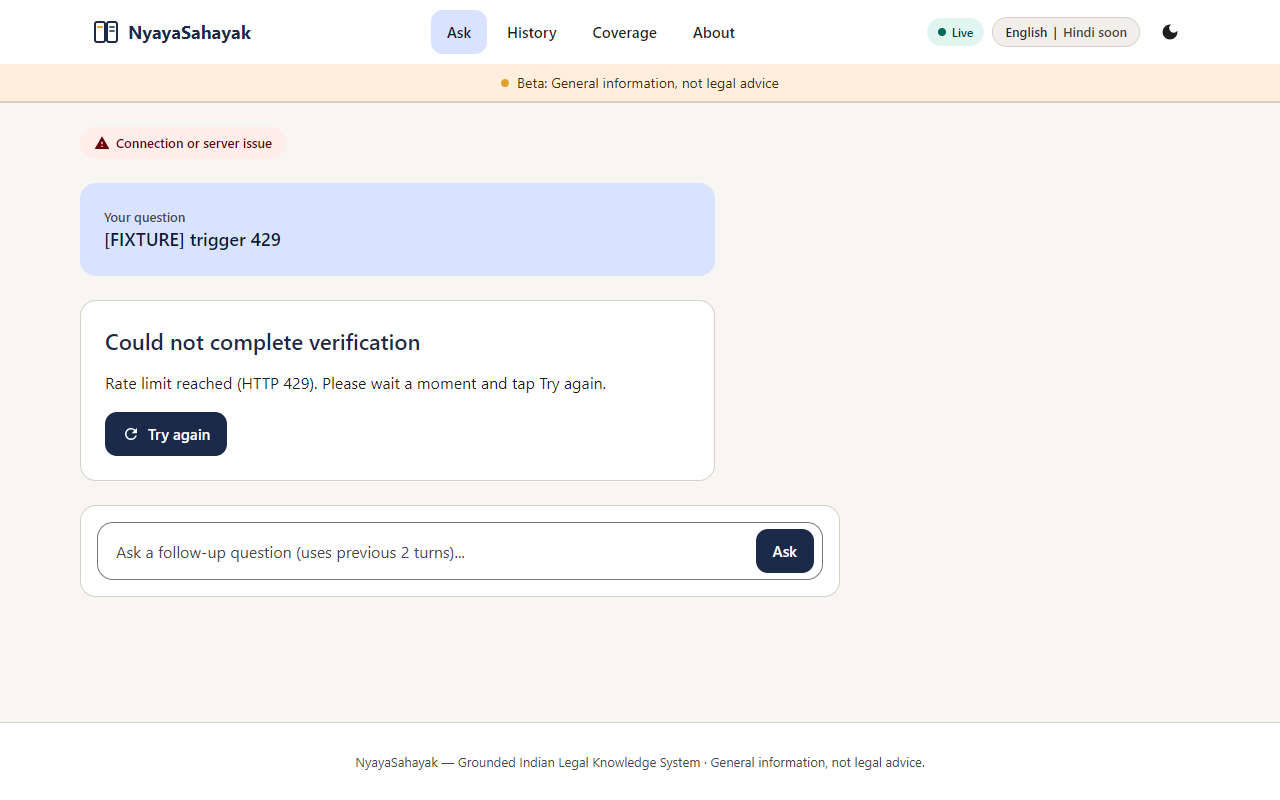 NyayaSahayak
Ask
History
Coverage
About
Live
English | Hindi soon
Beta: General information, not legal advice
Connection or server issue
Your question
[FIXTURE] trigger 429
Could not complete verification
Rate limit reached (HTTP 429). Please wait a moment and tap Try again.
Try again
Ask a follow-up question (uses previous 2 turns)...
Ask
NyayaSahayak — Grounded Indian Legal Knowledge System · General information, not legal advice.